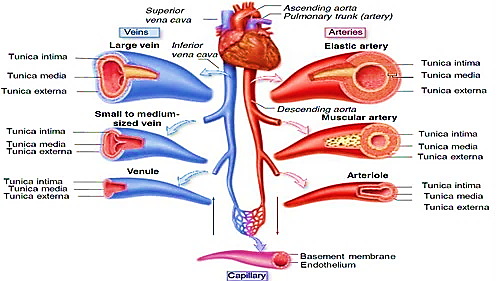 Superior
vena cava
Ascending aorta
Pulmonary trunk (artery)
Veins
Arteries
Large vein
Inferior
vena cava
Elastic artery
Tunica intima
Tunica media
Tunica externa
Tunica intima
Tunica media
Tunica externa
Descending aorta
Small to medium-
sized vein
Muscular artery
Tunica intima
Tunica media
Tunica externa
Tunica intima
Tunica media
Tunica externa
Venule
Arteriole
Tunica intima
Tunica media
Tunica externa
Tunica intima
Tunica media
Tunica externa
Basement membrane
Endothelium
Capillary